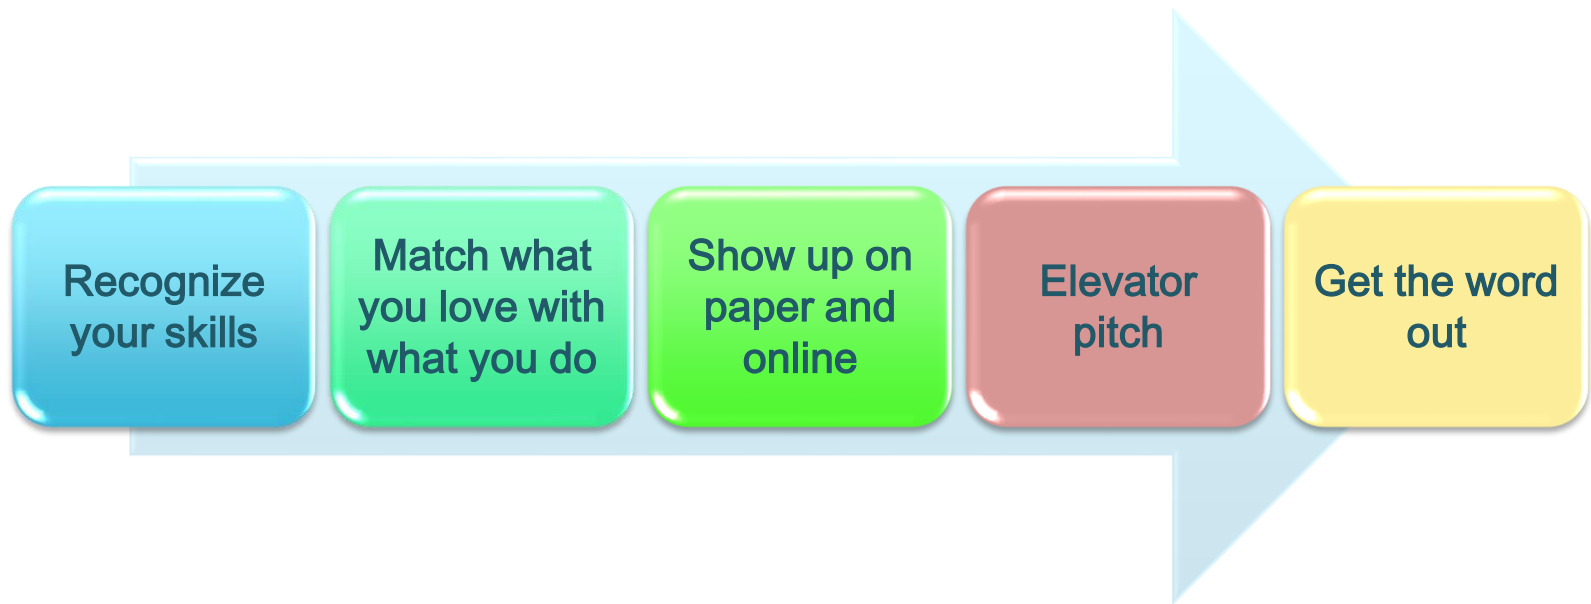 Recognize
your skills
Match what
you love with
what you do
Show up on
paper and
online
Elevator
pitch
Get the word
out